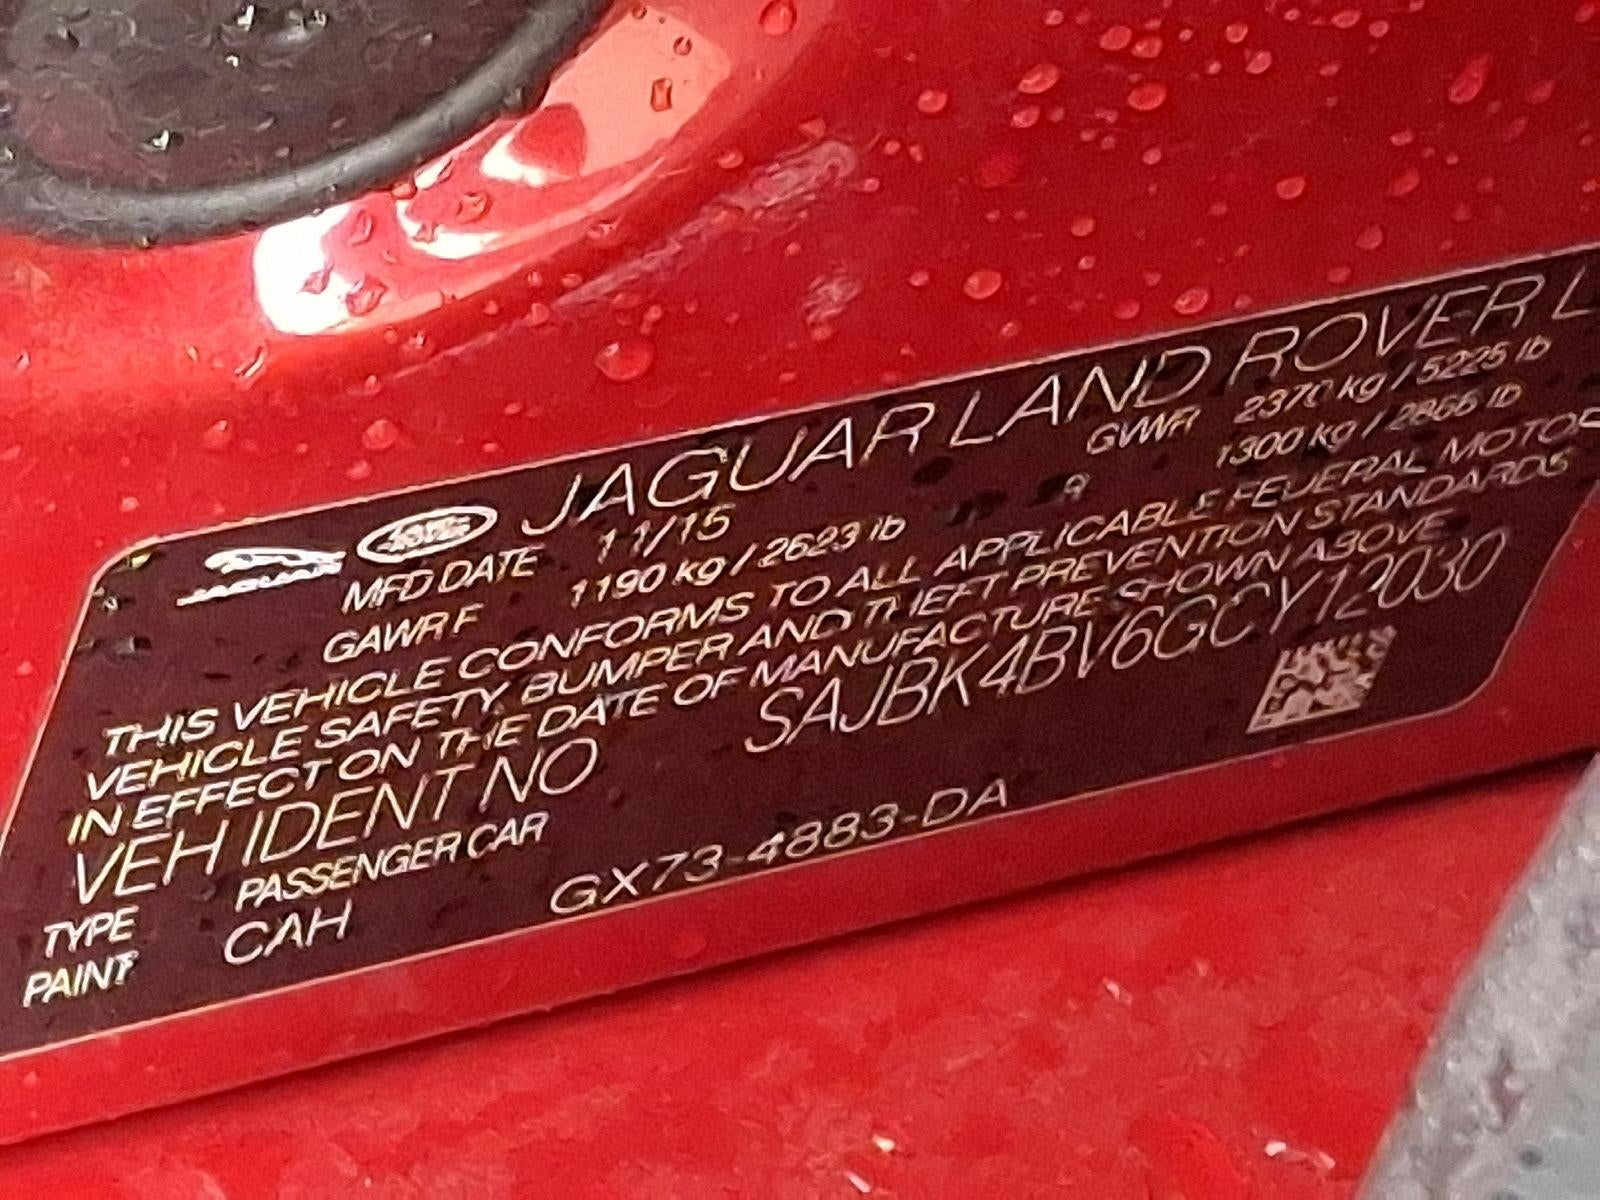 JAGUAR LAND ROVER L
MFD DATE 11/15 GVWR 2370 kg / 5225 lb
GAWR F 1190 kg / 2623 lb R 1300 kg / 2866 lb
THIS VEHICLE CONFORMS TO ALL APPLICABLE FEDERAL MOTOR
VEHICLE SAFETY, BUMPER AND THEFT PREVENTION STANDARDS
IN EFFECT ON THE DATE OF MANUFACTURE SHOWN ABOVE
VEH IDENT NO SAJBK4BV6GCY12030
TYPE PASSENGER CAR
PAINT CAH GX73-4883-DA
JAGUAR